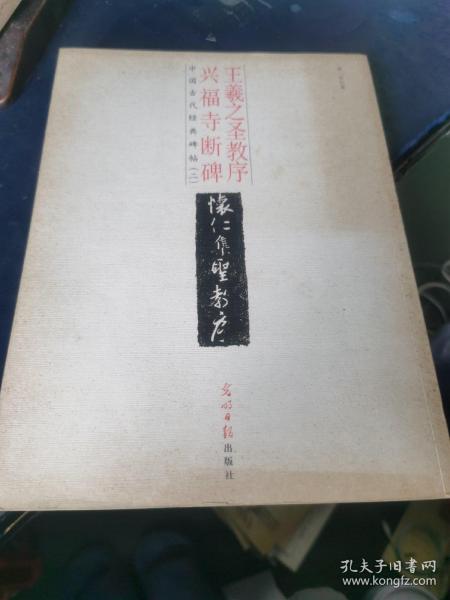 王羲之圣教序
兴福寺断碑
中国古代经典碑帖(二)
懷仁集聖教序
光明日报
出版社
孔夫子旧书网
www.kongfz.com